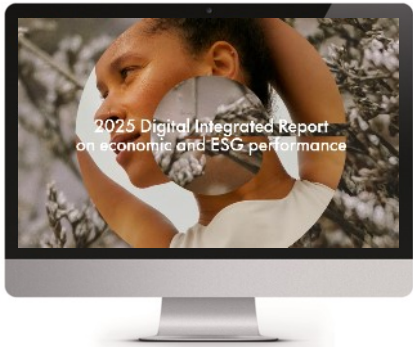 2025 Digital Integrated Report
on economic and ESG performance